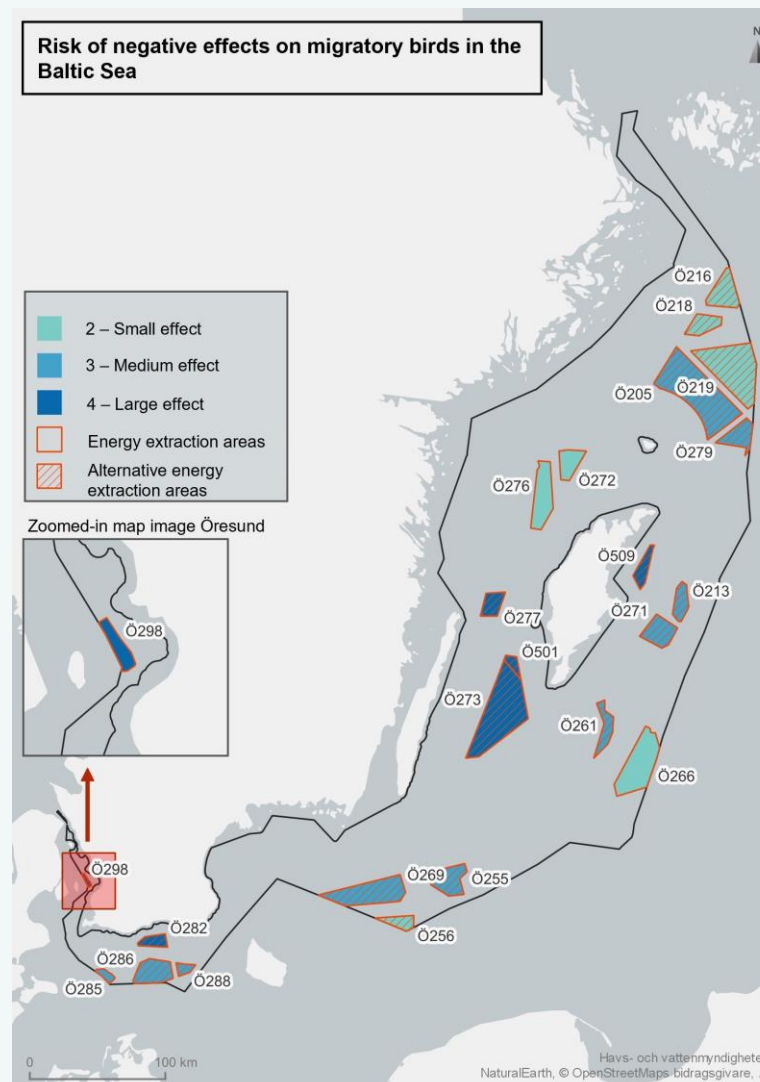 Risk of negative effects on migratory birds in the
Baltic Sea
N
Ö216
Ö218
Ö219
Ö205
Ö279
2 – Small effect
3 – Medium effect
4 – Large effect
Energy extraction areas
Alternative energy
extraction areas
Ö276
Ö272
Zoomed-in map image Öresund
Ö509
Ö213
Ö271
Ö277
Ö298
Ö501
Ö273
Ö261
Ö266
Ö298
Ö269
Ö255
Ö256
Ö282
Ö286
Ö285
Ö288
0 100 km
Havs- och vattenmyndighete
NaturalEarth, © OpenStreetMaps bidragsgivare,